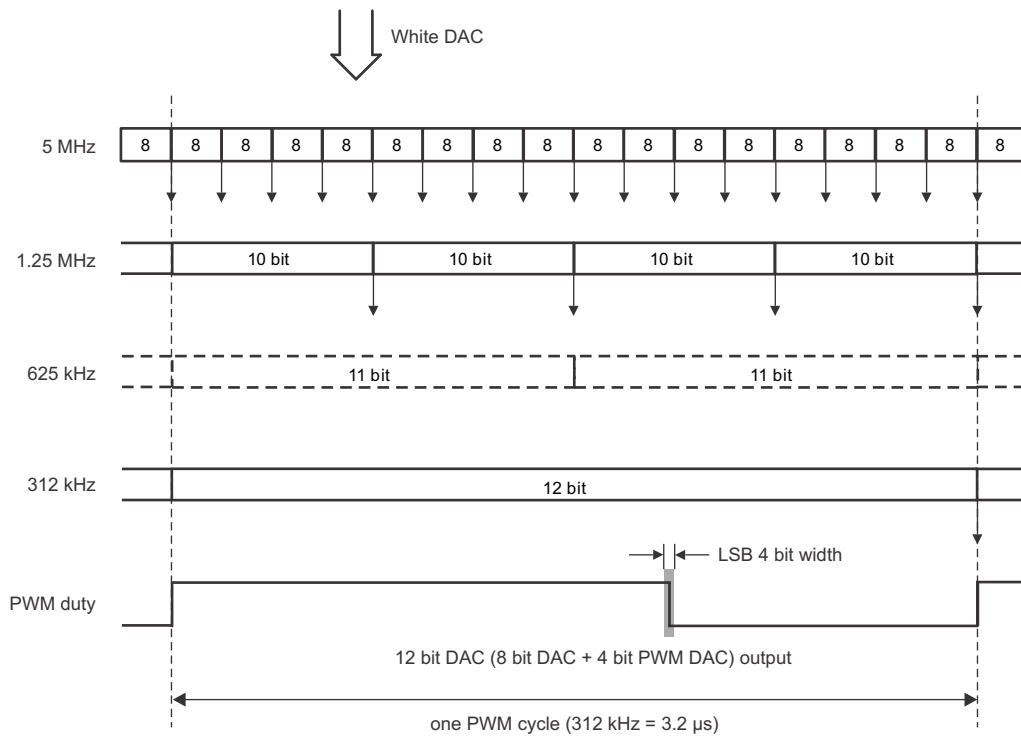 White DAC
5 MHz 8 8 8 8 8 8 8 8 8 8 8 8 8 8 8 8 8 8
1.25 MHz 10 bit 10 bit 10 bit 10 bit
625 kHz 11 bit 11 bit
312 kHz 12 bit
LSB 4 bit width
PWM duty
12 bit DAC (8 bit DAC + 4 bit PWM DAC) output
one PWM cycle (312 kHz = 3.2 µs)